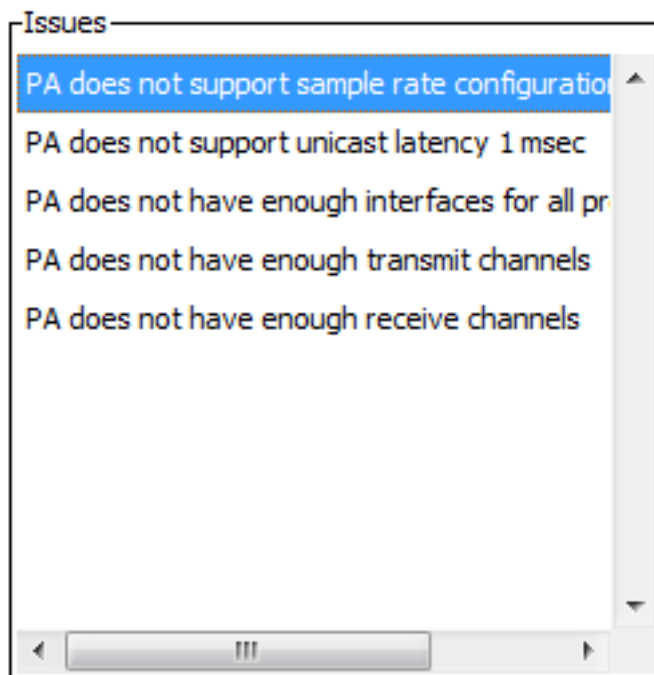 Issues
PA does not support sample rate configuration
PA does not support unicast latency 1 msec
PA does not have enough interfaces for all pr
PA does not have enough transmit channels
PA does not have enough receive channels